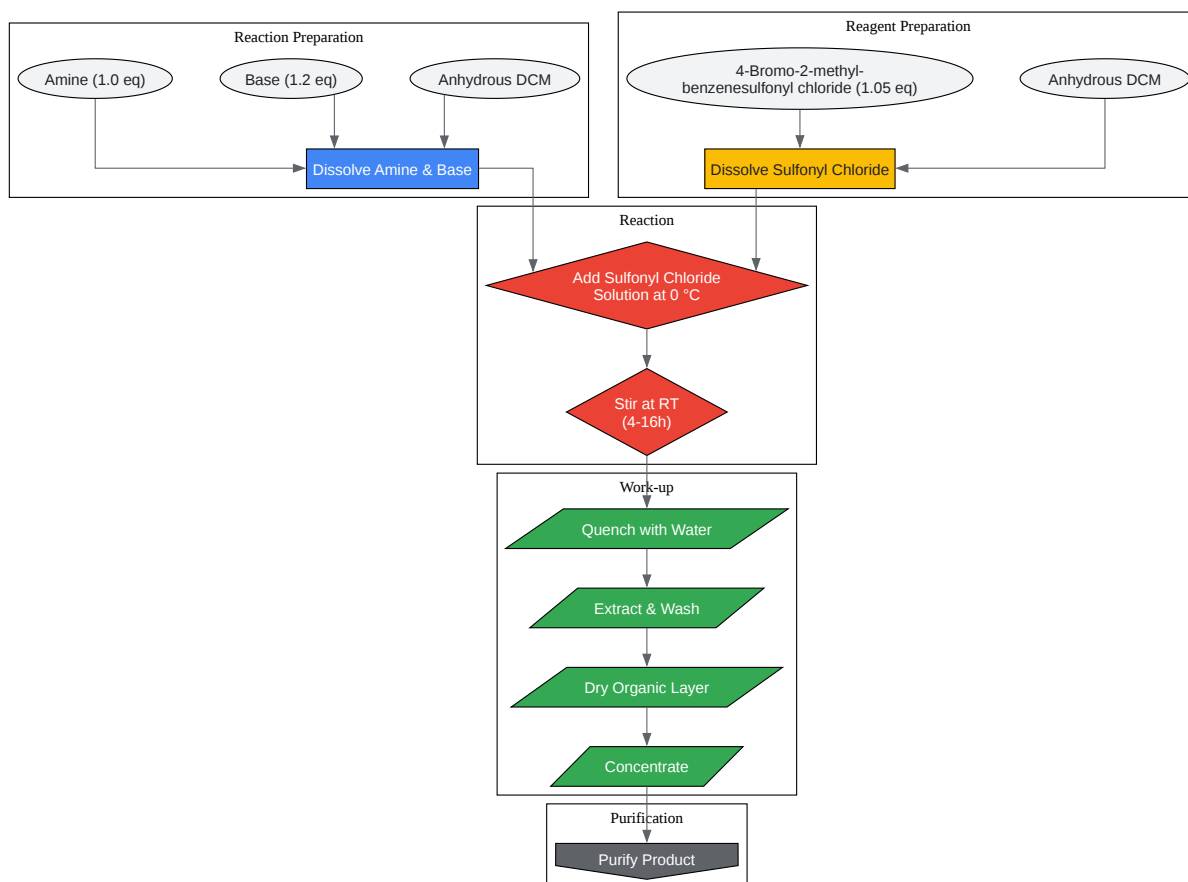 Reaction Preparation
Amine (1.0 eq)
Base (1.2 eq)
Anhydrous DCM
Dissolve Amine & Base
Reagent Preparation
4-Bromo-2-methyl-
benzenesulfonyl chloride (1.05 eq)
Anhydrous DCM
Dissolve Sulfonyl Chloride
Reaction
Add Sulfonyl Chloride
Solution at 0 °C
Stir at RT
(4-16h)
Work-up
Quench with Water
Extract & Wash
Dry Organic Layer
Concentrate
Purification
Purify Product